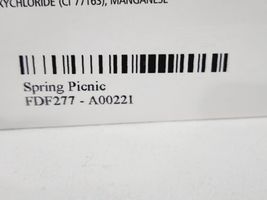 XYCHLORIDE (CI 77163), MANGANESE
Spring Picnic
FDF277 - A00221